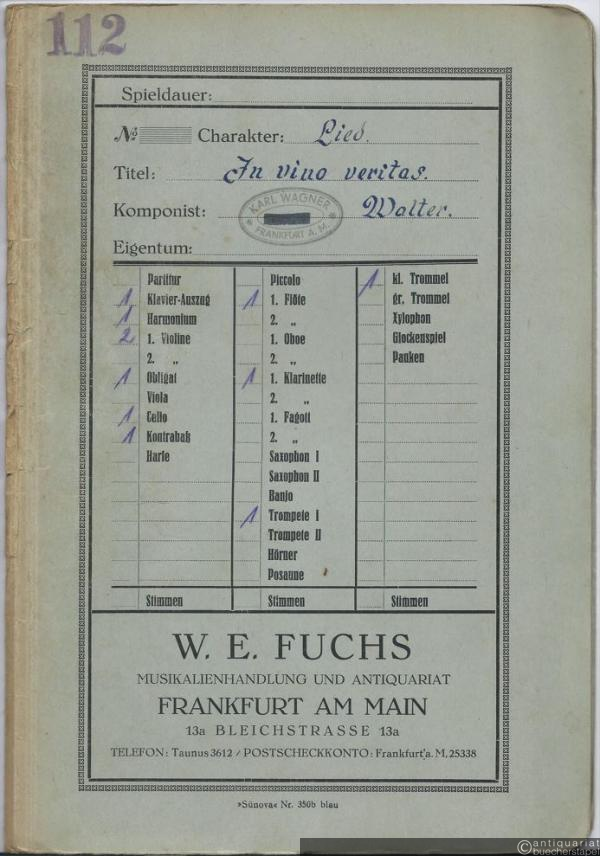 112
Spieldauer:
№ Charakter: Lied.
Titel: In vino veritas.
Komponist: Walter.
KARL WAGNER
FRANKFURT A. M.
Eigentum:
Partitur
1 Klavier-Auszug
1 Harmonium
2 1. Violine
2. „
1 Obligat
Viola
1 Cello
1 Kontrabaß
Harfe
Stimmen
Piccolo
1 1. Flöte
2. „
1. Oboe
2. „
1 1. Klarinette
2. „
1. Fagott
2. „
Saxophon I
Saxophon II
Banjo
1 Trompete I
Trompete II
Hörner
Posaune
Stimmen
1 kl. Trommel
gr. Trommel
Xylophon
Glockenspiel
Pauken
Stimmen
W. E. FUCHS
MUSIKALIENHANDLUNG UND ANTIQUARIAT
FRANKFURT AM MAIN
13a BLEICHSTRASSE 13a
TELEFON: Taunus 3612 / POSTSCHECKKONTO: Frankfurt a. M. 25338
»Sünova« Nr. 350b blau
antiquariat
buecherstapel